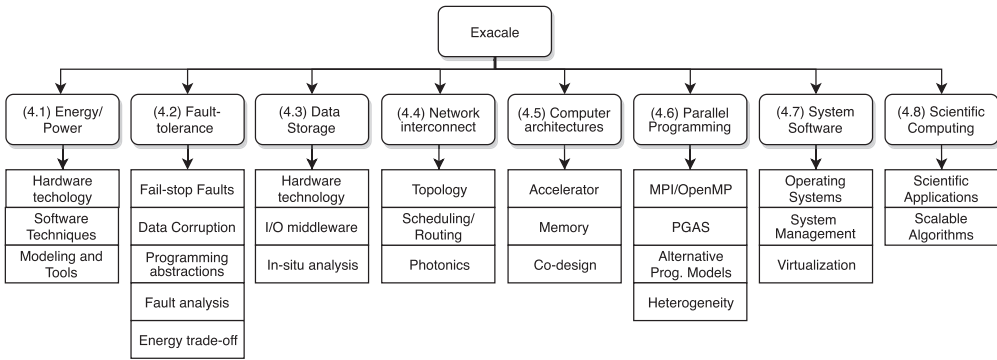 Exacale
(4.1) Energy/
Power
(4.2) Fault-
tolerance
(4.3) Data
Storage
(4.4) Network
interconnect
(4.5) Computer
architectures
(4.6) Parallel
Programming
(4.7) System
Software
(4.8) Scientific
Computing
Hardware
techology
Software
Techniques
Modeling and
Tools
Fail-stop Faults
Data Corruption
Programming
abstractions
Fault analysis
Energy trade-off
Hardware
technology
I/O middleware
In-situ analysis
Topology
Scheduling/
Routing
Photonics
Accelerator
Memory
Co-design
MPI/OpenMP
PGAS
Alternative
Prog. Models
Heterogeneity
Operating
Systems
System
Management
Virtualization
Scientific
Applications
Scalable
Algorithms